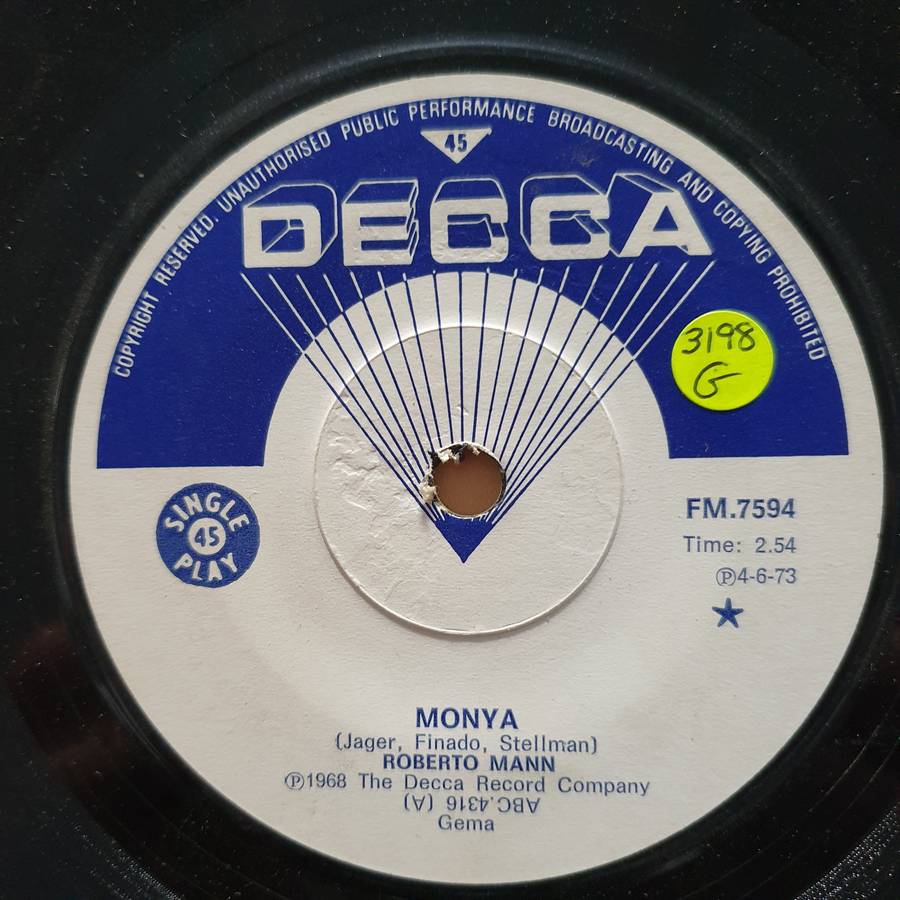 COPYRIGHT RESERVED. UNAUTHORISED PUBLIC PERFORMANCE BROADCASTING AND COPYING PROHIBITED
45
DECCA
3198
G
SINGLE
45
PLAY
FM.7594
Time: 2.54
℗4-6-73
MONYA
(Jager, Finado, Stellman)
ROBERTO MANN
℗1968 The Decca Record Company
ABC.4316 (A)
Gema